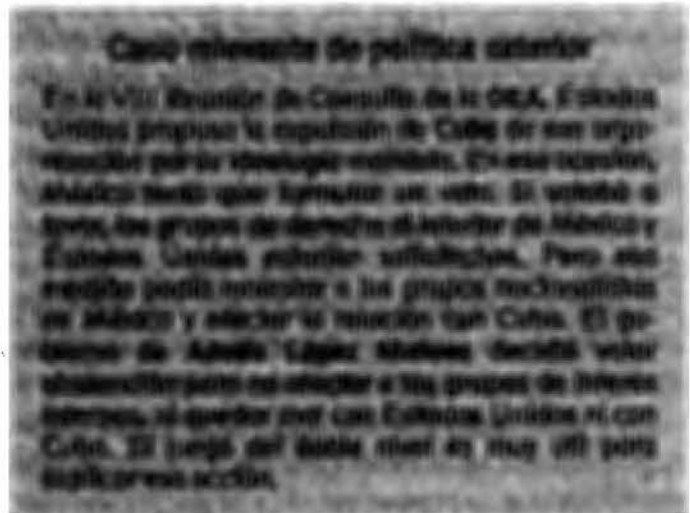 Caso relevante de política exterior
En la VIII Reunión de Consulta de la OEA, Estados
Unidos propuso la expulsión de Cuba de ese orga-
nización por su ideología marxista. En esa ocasión,
México tenía que formular un voto. Si votaba a
favor, los grupos de derecha al interior de México y
Estados Unidos estarían satisfechos. Pero esa
medida podía molestar a los grupos nacionalistas
en México y afectar la relación con Cuba. El go-
bierno de Adolfo López Mateos decidió votar
abstención para no afectar a los grupos de interés
internos, ni quedar mal con Estados Unidos ni con
Cuba. El juego del doble nivel es muy útil para
explicar esa acción.